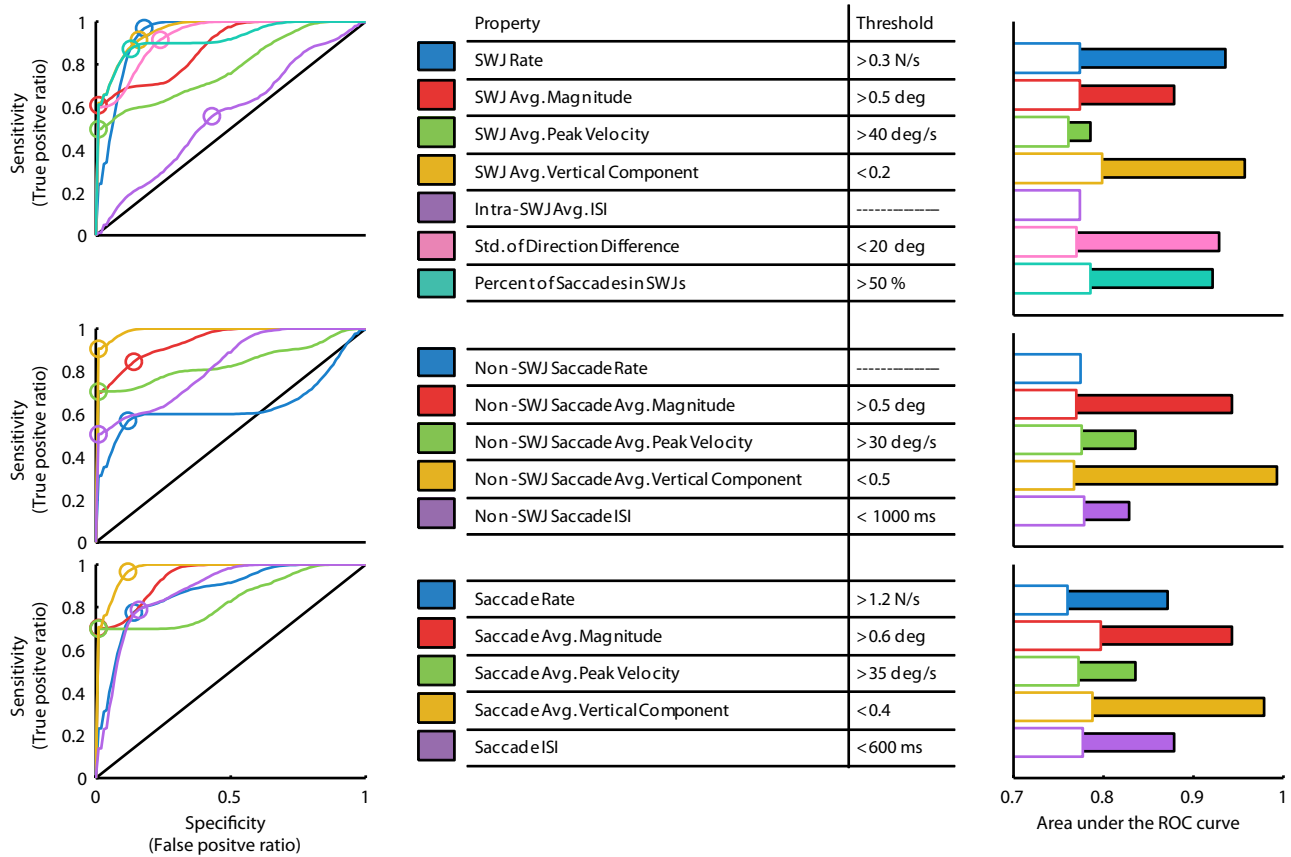 Property Threshold
SWJ Rate >0.3 N/s
SWJ Avg. Magnitude >0.5 deg
SWJ Avg. Peak Velocity >40 deg/s
SWJ Avg. Vertical Component <0.2
Intra-SWJ Avg. ISI ---------------
Std. of Direction Difference <20 deg
Percent of Saccades in SWJs >50 %
1
0.8
0.6
0.4
0.2
0
Sensitivity
(True positve ratio)
Non-SWJ Saccade Rate ---------------
Non-SWJ Saccade Avg. Magnitude >0.5 deg
Non-SWJ Saccade Avg. Peak Velocity >30 deg/s
Non-SWJ Saccade Avg. Vertical Component <0.5
Non-SWJ Saccade ISI < 1000 ms
1
0.8
0.6
0.4
0.2
0
Sensitivity
(True positve ratio)
Saccade Rate >1.2 N/s
Saccade Avg. Magnitude >0.6 deg
Saccade Avg. Peak Velocity >35 deg/s
Saccade Avg. Vertical Component <0.4
Saccade ISI <600 ms
1
0.8
0.6
0.4
0.2
0
Sensitivity
(True positve ratio)
0 0.5 1
Specificity
(False positve ratio)
0.7 0.8 0.9 1
Area under the ROC curve